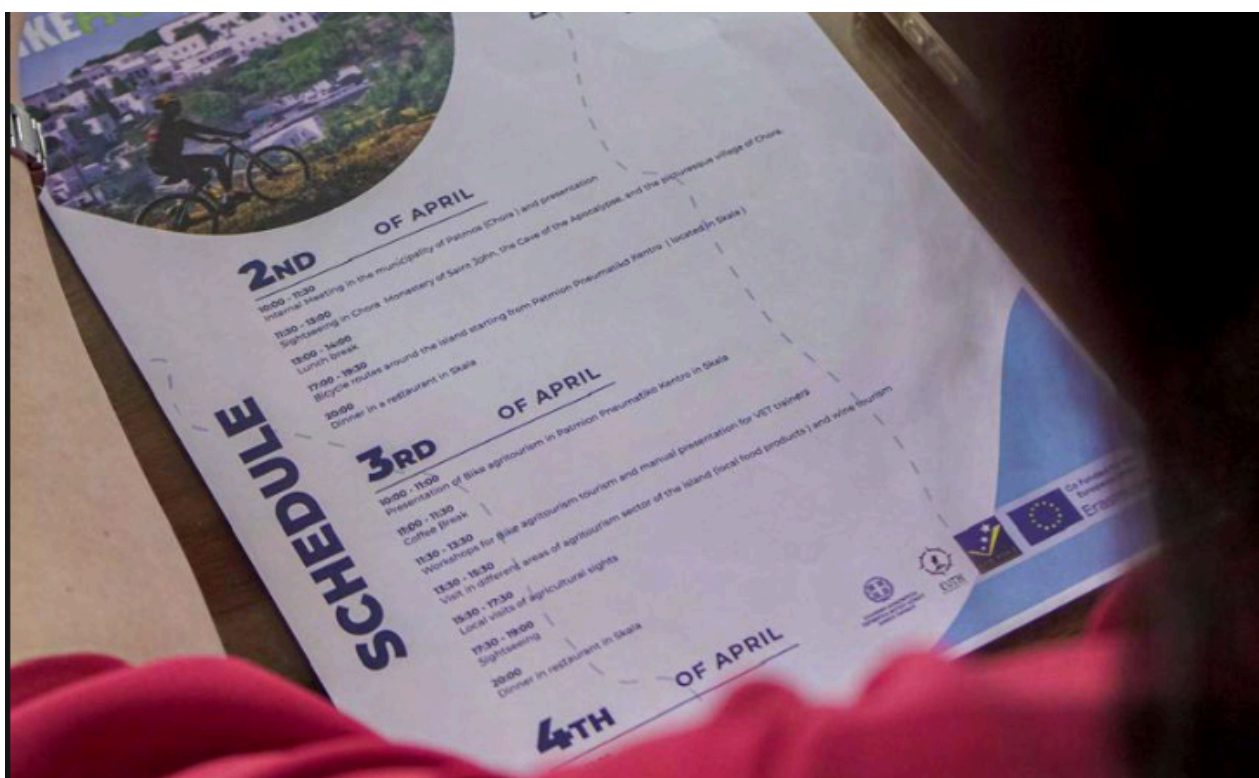 SCHEDULE
2ND OF APRIL
10:00 - 11:30
Internal Meeting in the municipality of Patmos (Chora ) and presentation
11:30 - 13:00
Sightseeing in Chora Monastery of Saint John, the Cave of the Apocalypse, and the picturesque village of Chora.
13:00 - 14:00
Lunch Break
17:00 - 19:30
Bicycle routes around the island starting from Patmion Pneumatikó Kentro ( located in Skala )
20:00
Dinner in a restaurant in Skala
3RD OF APRIL
10:00 - 11:00
Presentation of Bike agritourism in Patmion Pneumatiko Kentro in Skala
11:00 - 11:30
Coffee Break
11:30 - 13:30
Workshops for Bike agritourism tourism and manual presentation for VET trainers
13:30 - 15:30
Visit in different areas of agritourism sector of the island (local food products ) and wine tourism
15:30 - 17:30
Local visits of agricultural sights
17:30 - 19:00
Sightseeing
20:00
Dinner in restaurant in Skala
4TH OF APRIL